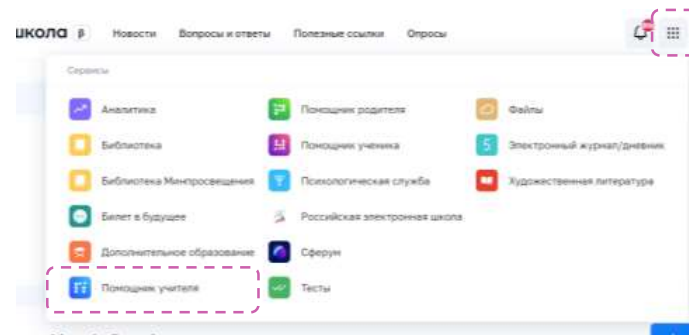 школа β Новости Вопросы и ответы Полезные ссылки Опросы
Сервисы
Аналитика
Библиотека
Библиотека Минпросвещения
Билет в будущее
Дополнительное образование
Помощник учителя
Помощник родителя
Помощник ученика
Психологическая служба
Российская электронная школа
Сферум
Тесты
Файлы
Электронный журнал/дневник
Художественная литература